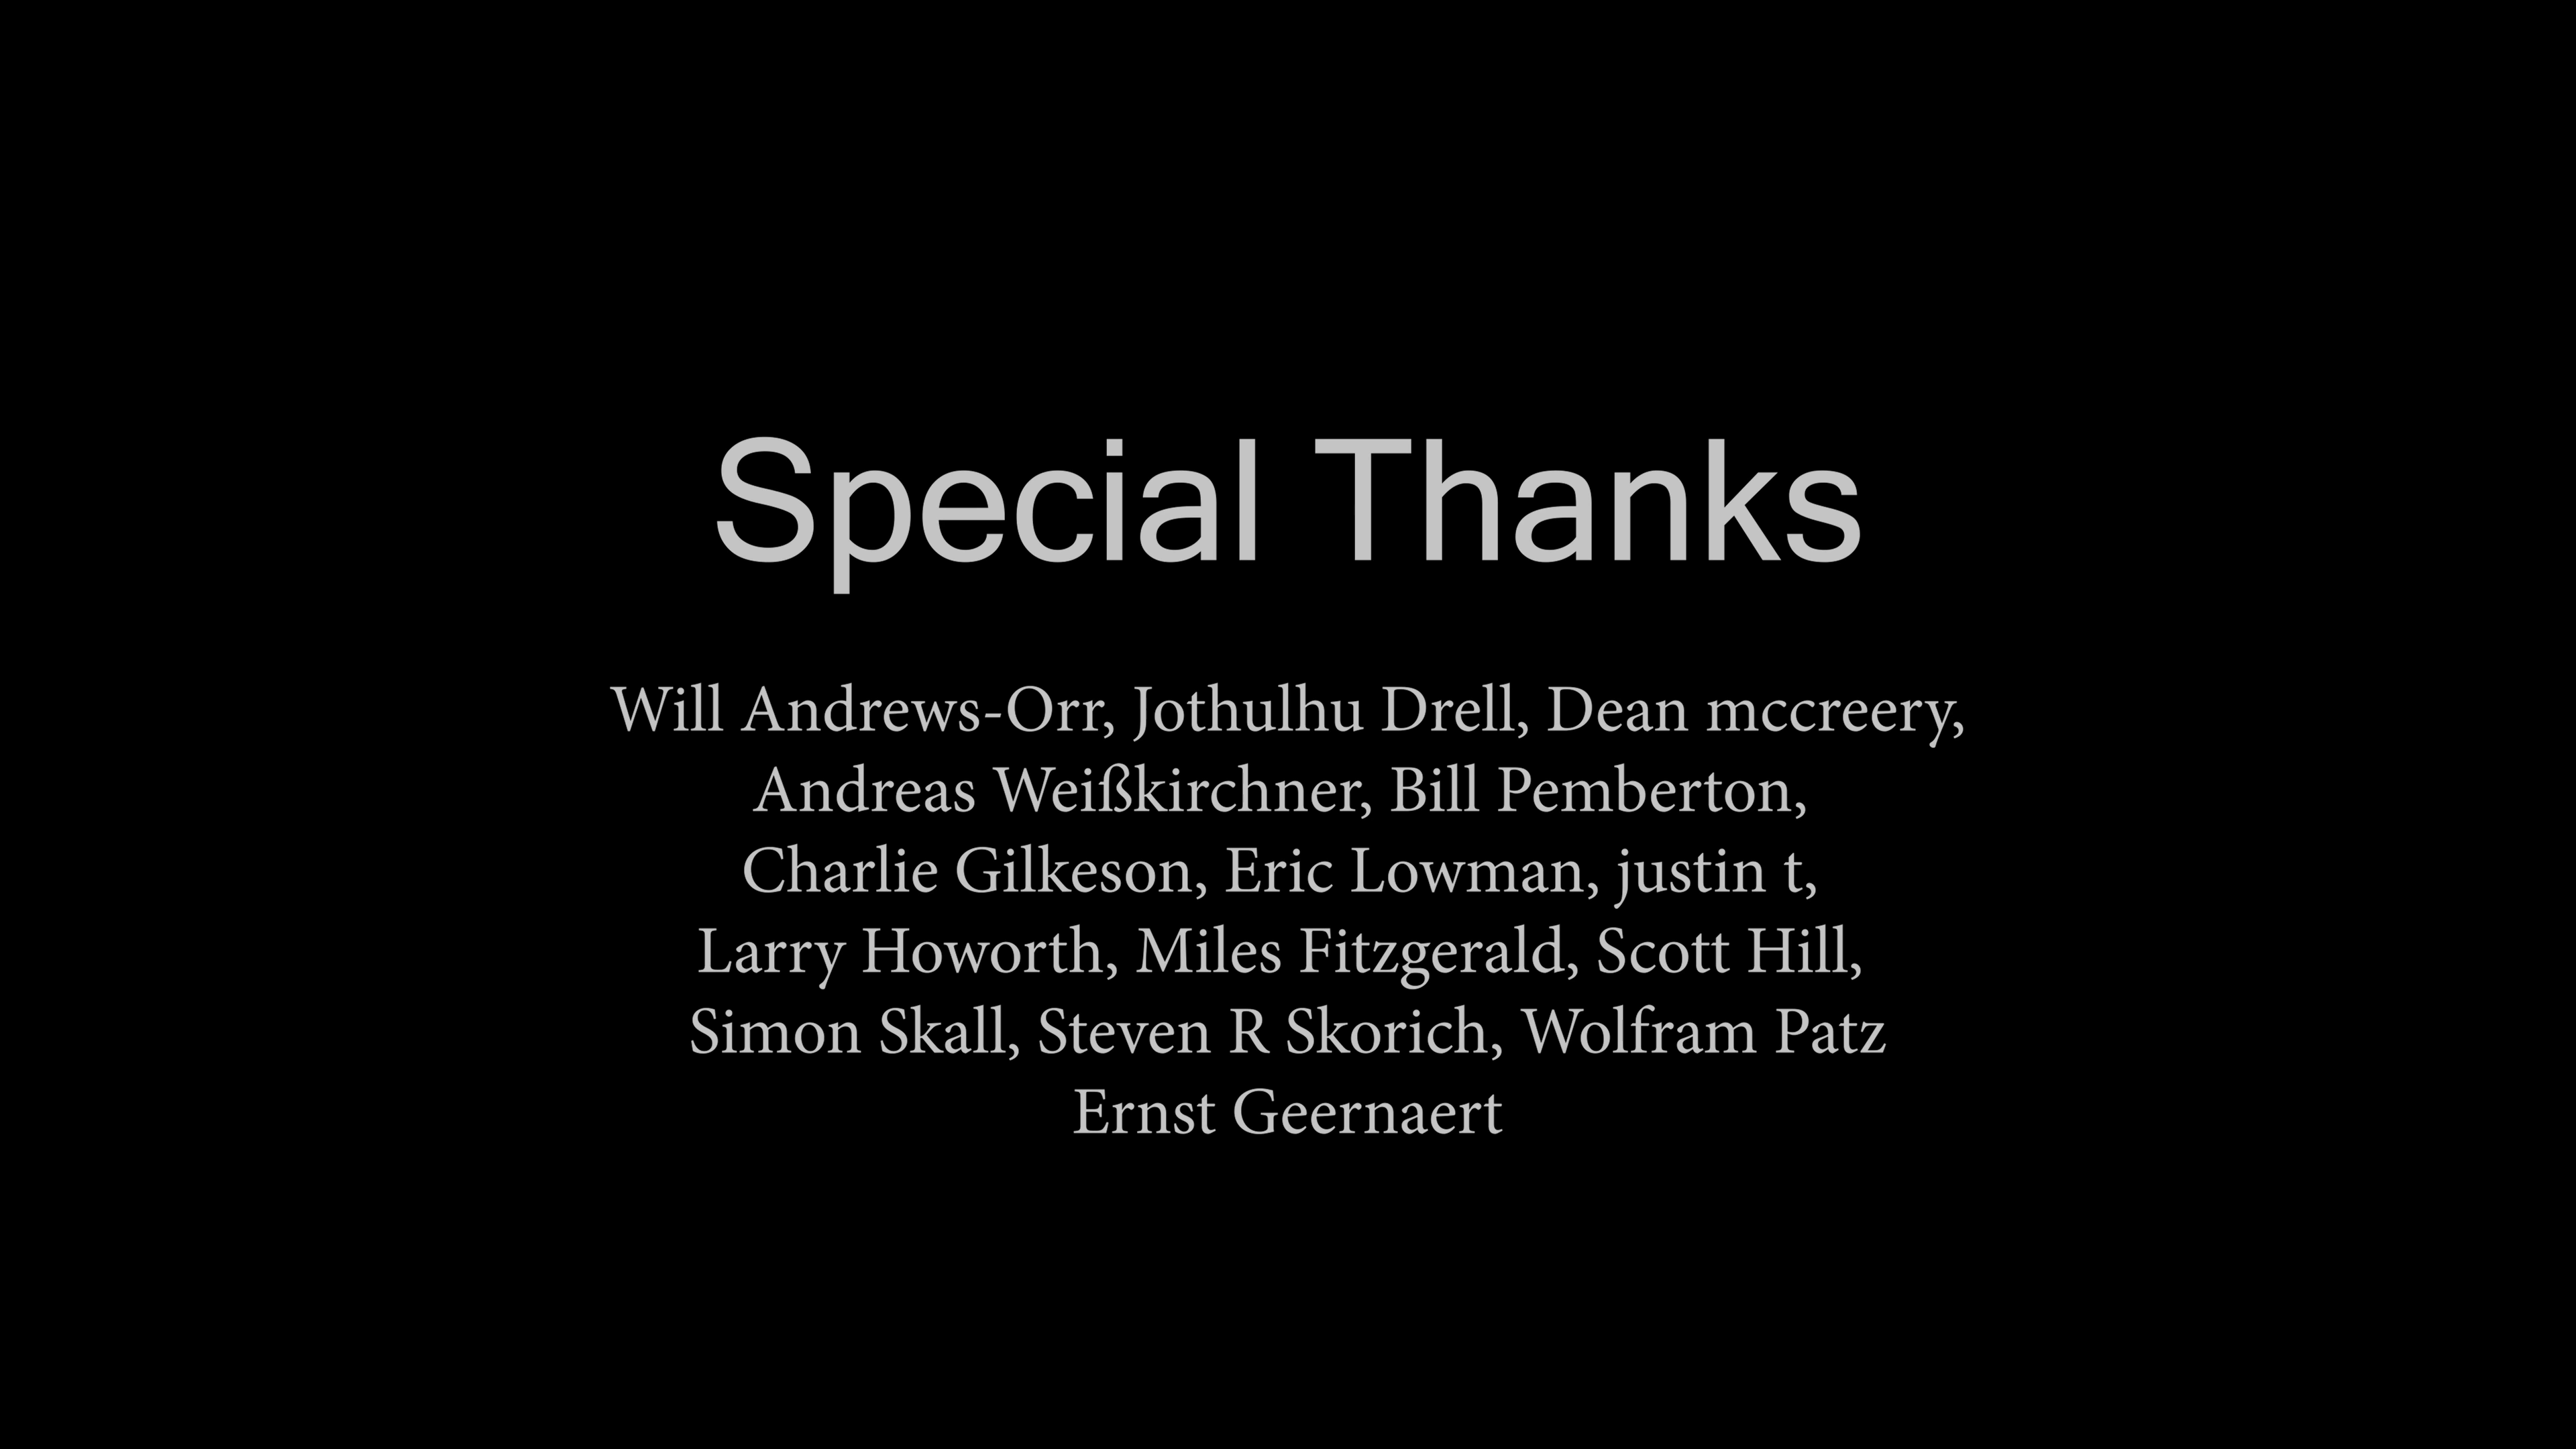 Special Thanks
Will Andrews-Orr, Jothulhu Drell, Dean mccreery,
Andreas Weißkirchner, Bill Pemberton,
Charlie Gilkeson, Eric Lowman, justin t,
Larry Howorth, Miles Fitzgerald, Scott Hill,
Simon Skall, Steven R Skorich, Wolfram Patz
Ernst Geernaert